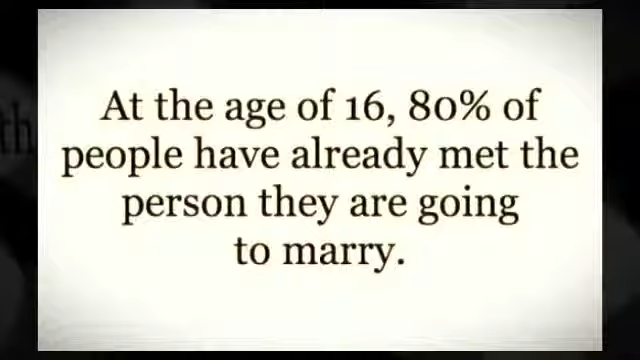 At the age of 16, 80% of
people have already met the
person they are going
to marry.